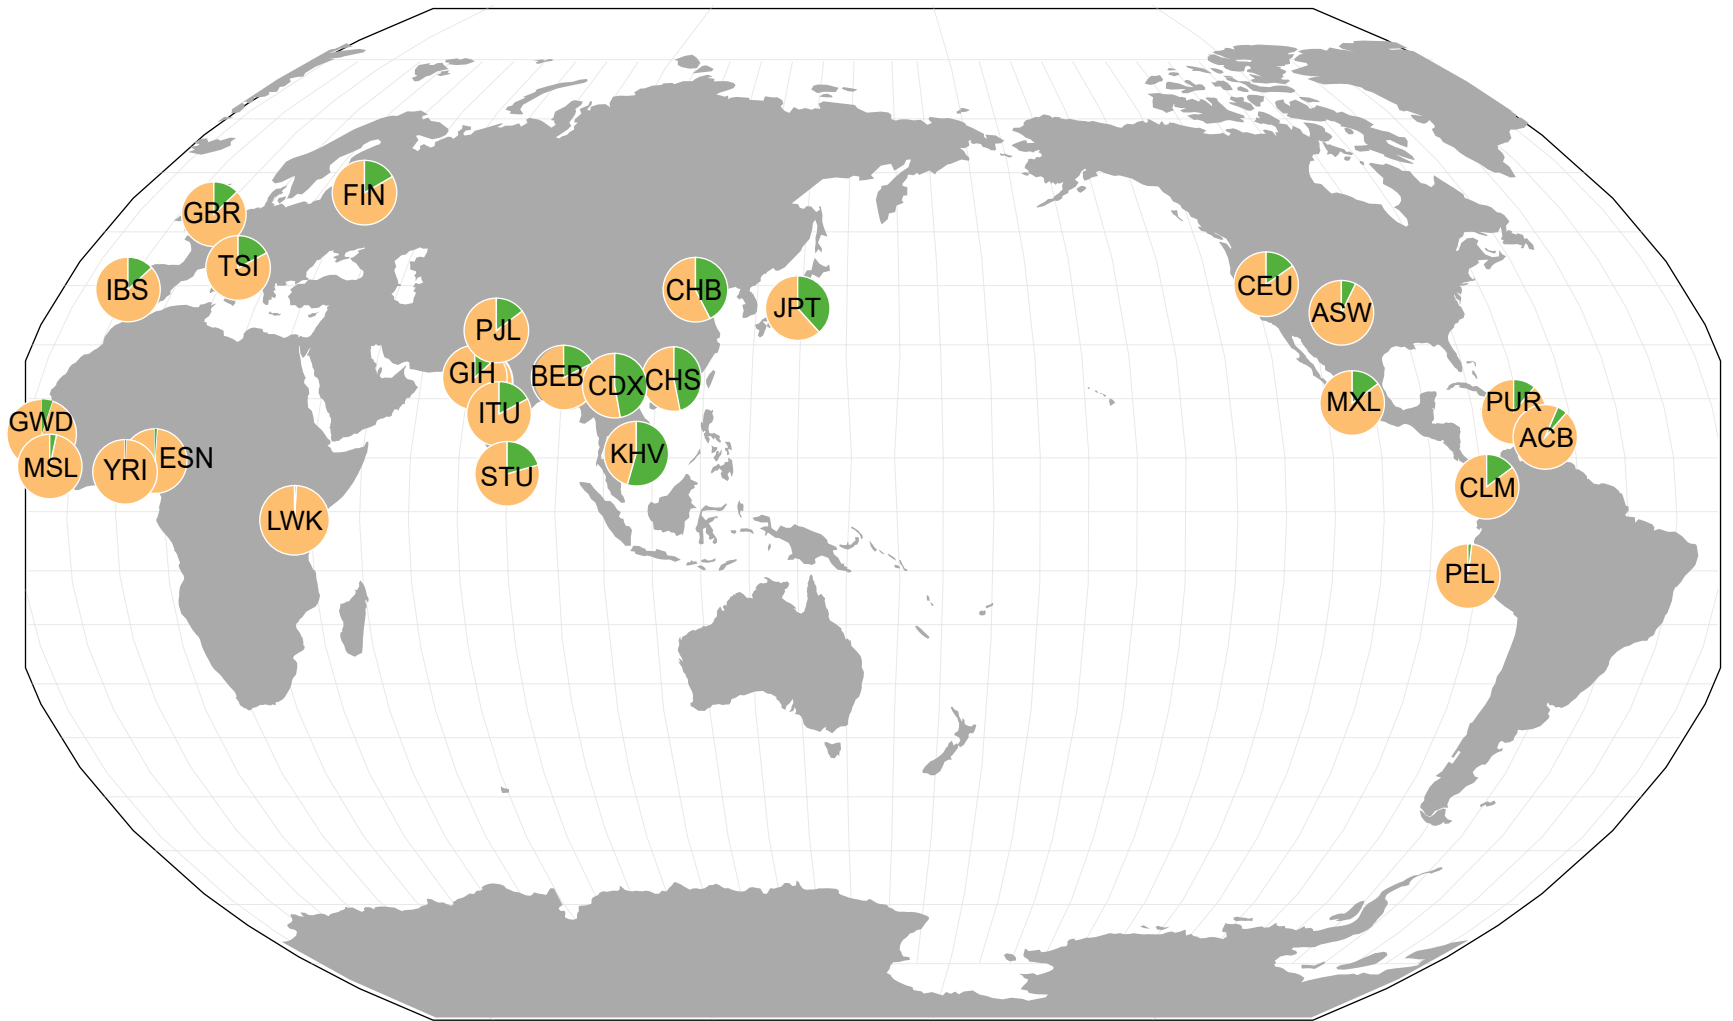 FIN
GBR
TSI
IBS
CHB
JPT
CEU
ASW
PJL
GIH
BEB
CDX
CHS
ITU
MXL
PUR
GWD
ACB
MSL
YRI
ESN
KHV
STU
CLM
LWK
PEL